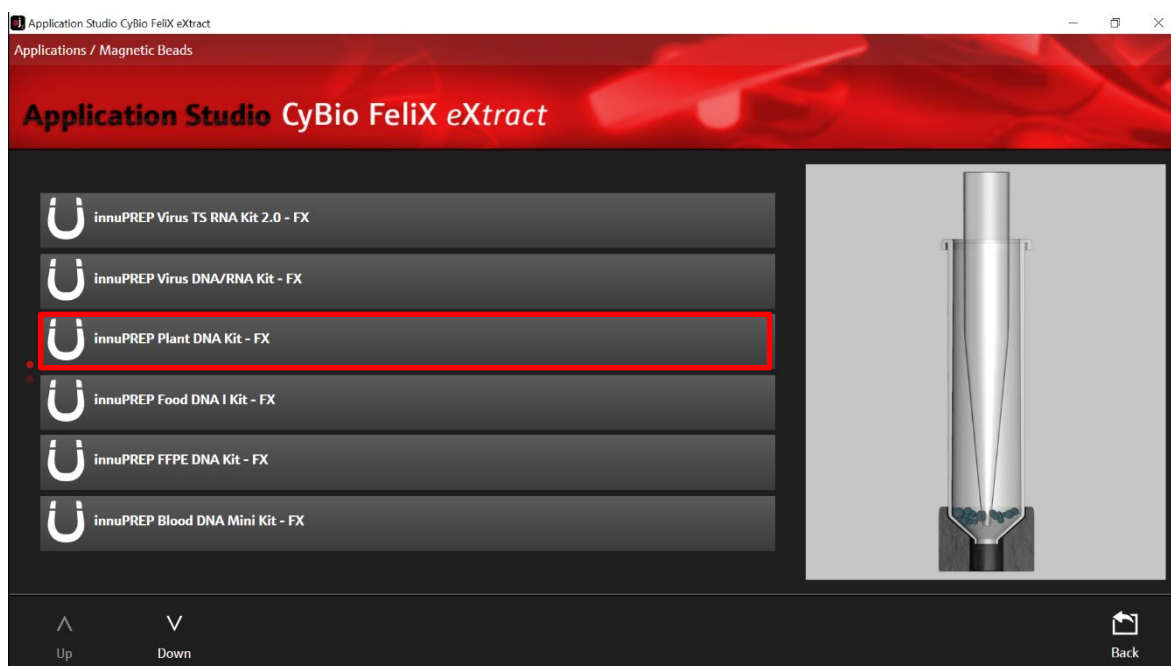 aj.
Application Studio CyBio FeliX eXtract
Applications / Magnetic Beads
Application Studio CyBio FeliX eXtract
innuPREP Virus TS RNA Kit 2.0 - FX
innuPREP Virus DNA/RNA Kit - FX
innuPREP Plant DNA Kit - FX
innuPREP Food DNA I Kit - FX
innuPREP FFPE DNA Kit - FX
innuPREP Blood DNA Mini Kit - FX
Up
Down
Back